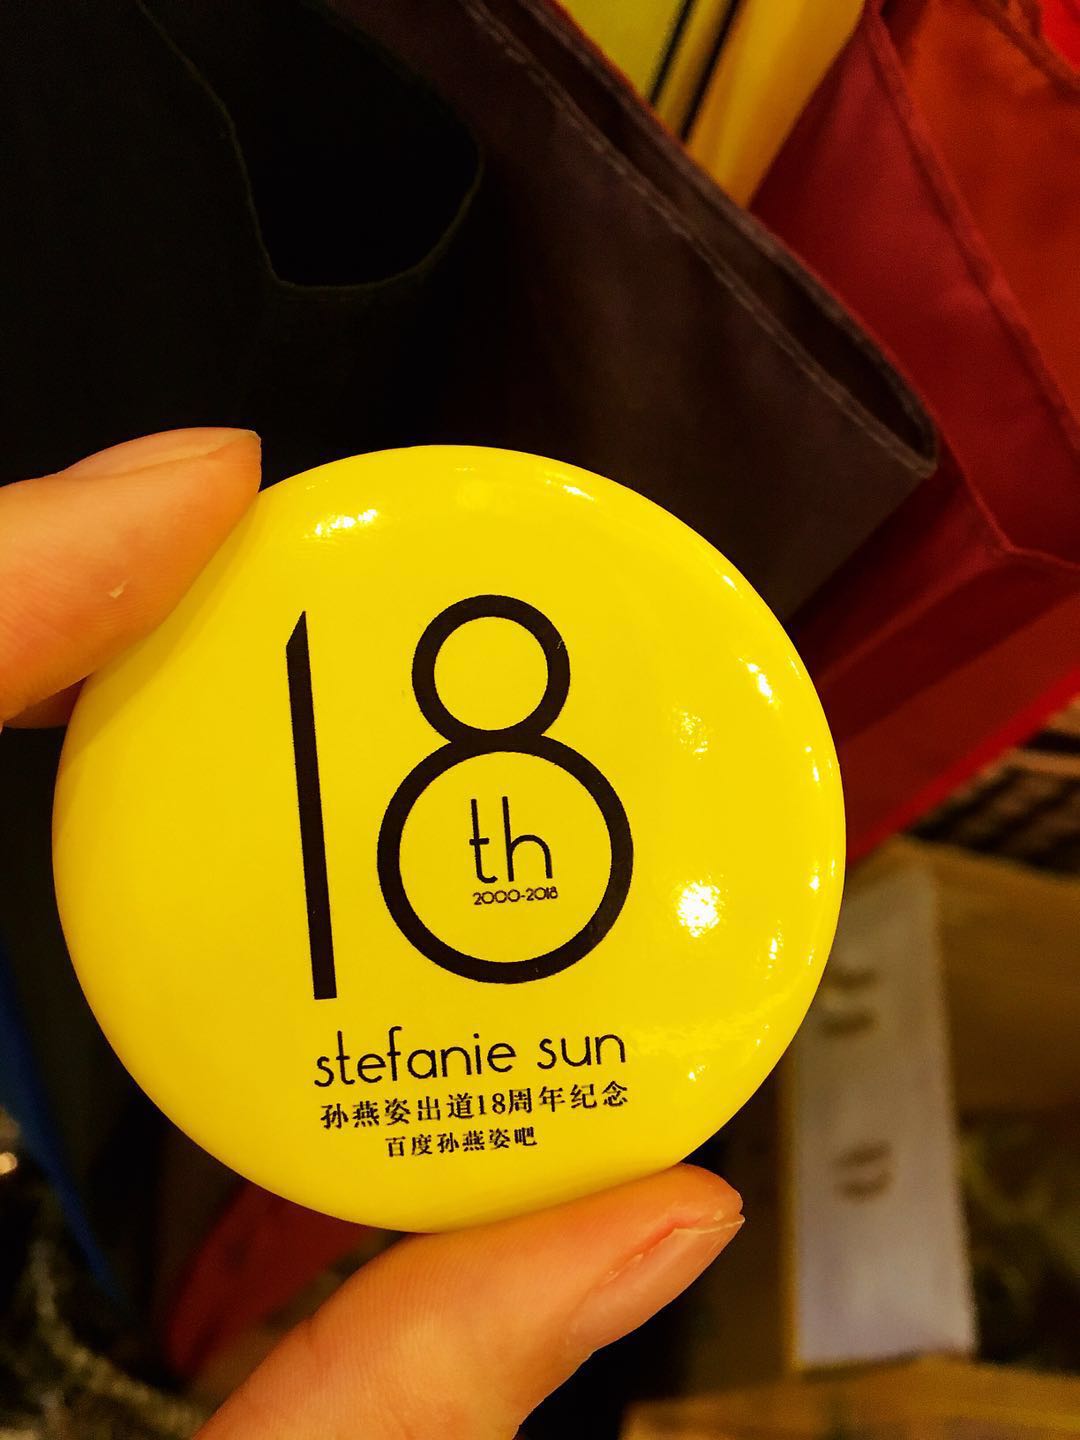 18
th
2000-2018
stefanie sun
孙燕姿出道18周年纪念
百度孙燕姿吧